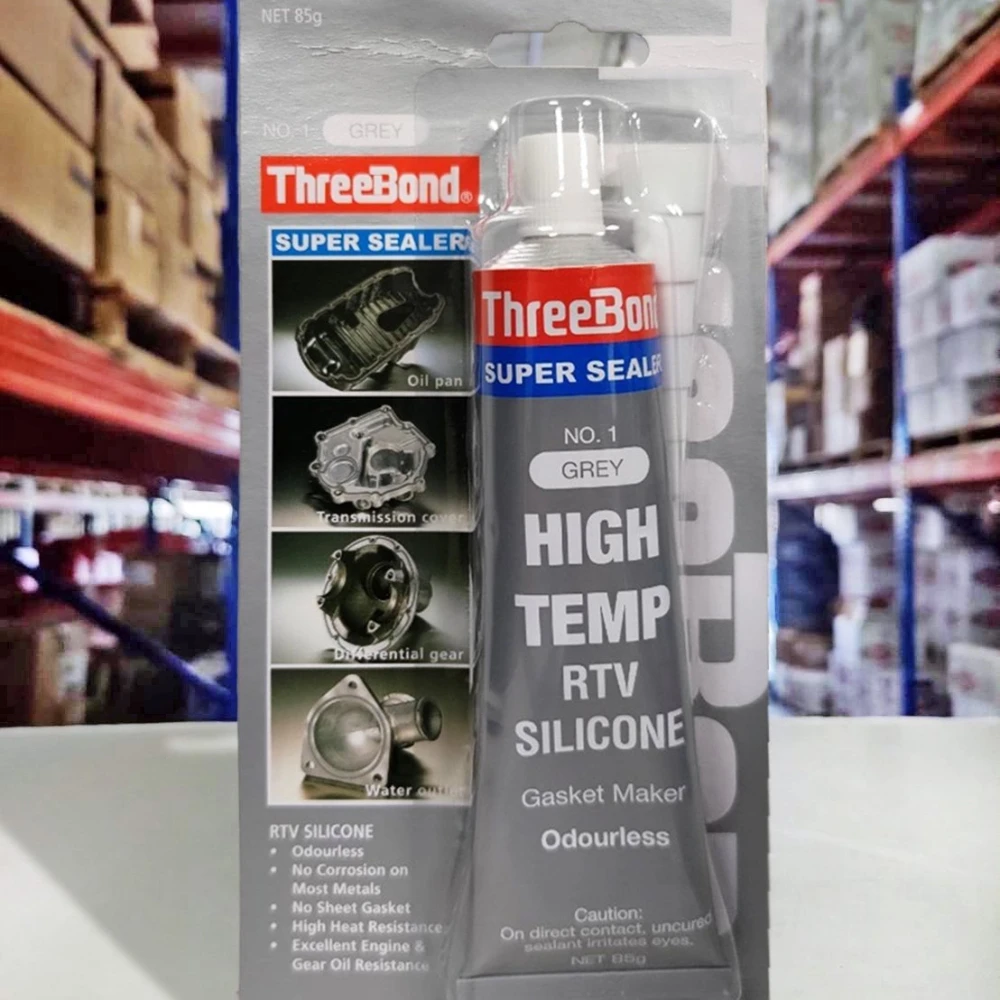 NET 85g
NO. 1 GREY
ThreeBond®
SUPER SEALER
Oil pan
Transmission cover
Differential gear
Water outlet
RTV SILICONE
• Odourless
• No Corrosion on
Most Metals
• No Sheet Gasket
• High Heat Resistance
• Excellent Engine &
Gear Oil Resistance
ThreeBon
SUPER SEALER
NO. 1
GREY
HIGH
TEMP
RTV
SILICONE
Gasket Maker
Odourless
Caution:
On direct contact, uncured
sealant irritates eyes.
NET 85g